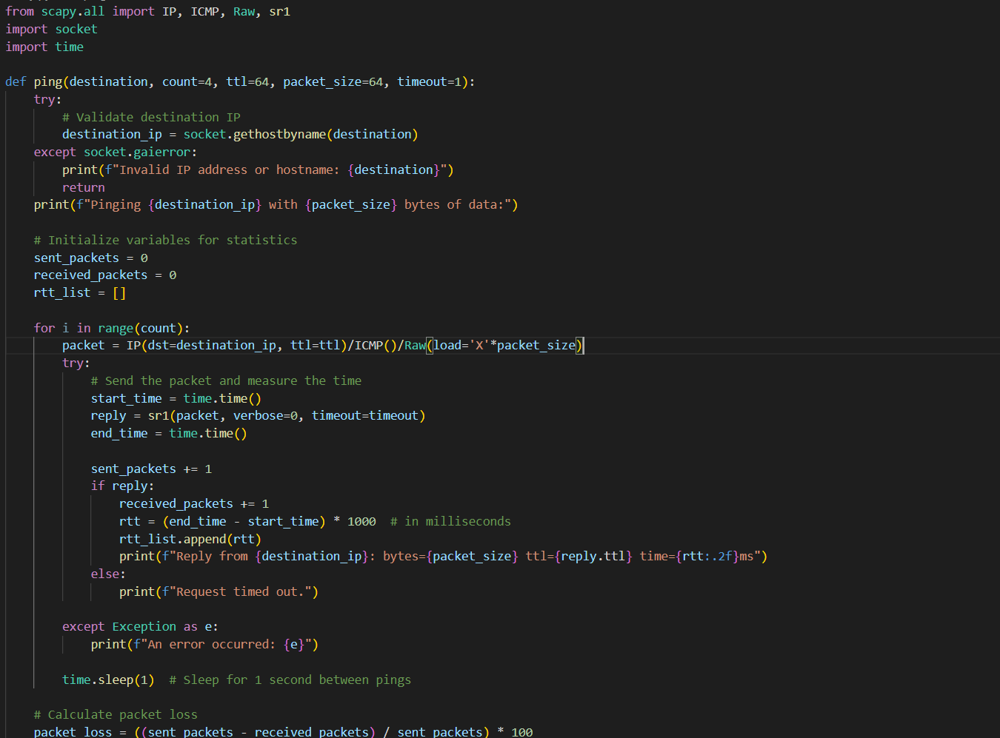 from scapy.all import IP, ICMP, Raw, sr1
import socket
import time

def ping(destination, count=4, ttl=64, packet_size=64, timeout=1):
    try:
        # Validate destination IP
        destination_ip = socket.gethostbyname(destination)
    except socket.gaierror:
        print(f"Invalid IP address or hostname: {destination}")
        return
    print(f"Pinging {destination_ip} with {packet_size} bytes of data:")

    # Initialize variables for statistics
    sent_packets = 0
    received_packets = 0
    rtt_list = []

    for i in range(count):
        packet = IP(dst=destination_ip, ttl=ttl)/ICMP()/Raw(load='X'*packet_size)
        try:
            # Send the packet and measure the time
            start_time = time.time()
            reply = sr1(packet, verbose=0, timeout=timeout)
            end_time = time.time()

            sent_packets += 1
            if reply:
                received_packets += 1
                rtt = (end_time - start_time) * 1000  # in milliseconds
                rtt_list.append(rtt)
                print(f"Reply from {destination_ip}: bytes={packet_size} ttl={reply.ttl} time={rtt:.2f}ms")
            else:
                print(f"Request timed out.")

        except Exception as e:
            print(f"An error occurred: {e}")

        time.sleep(1)  # Sleep for 1 second between pings

    # Calculate packet loss
    packet_loss = ((sent_packets - received_packets) / sent_packets) * 100